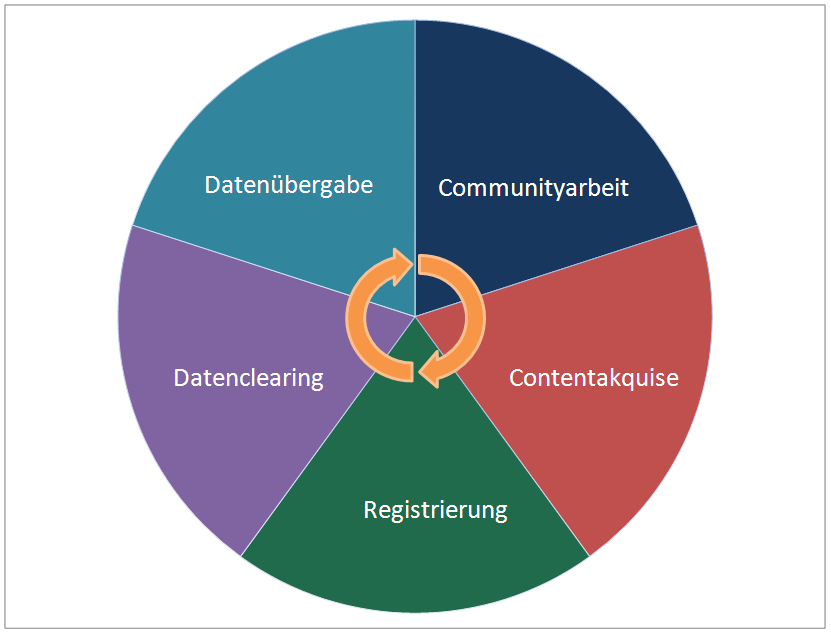 Datenübergabe
Communityarbeit
Datenclearing
Contentakquise
Registrierung